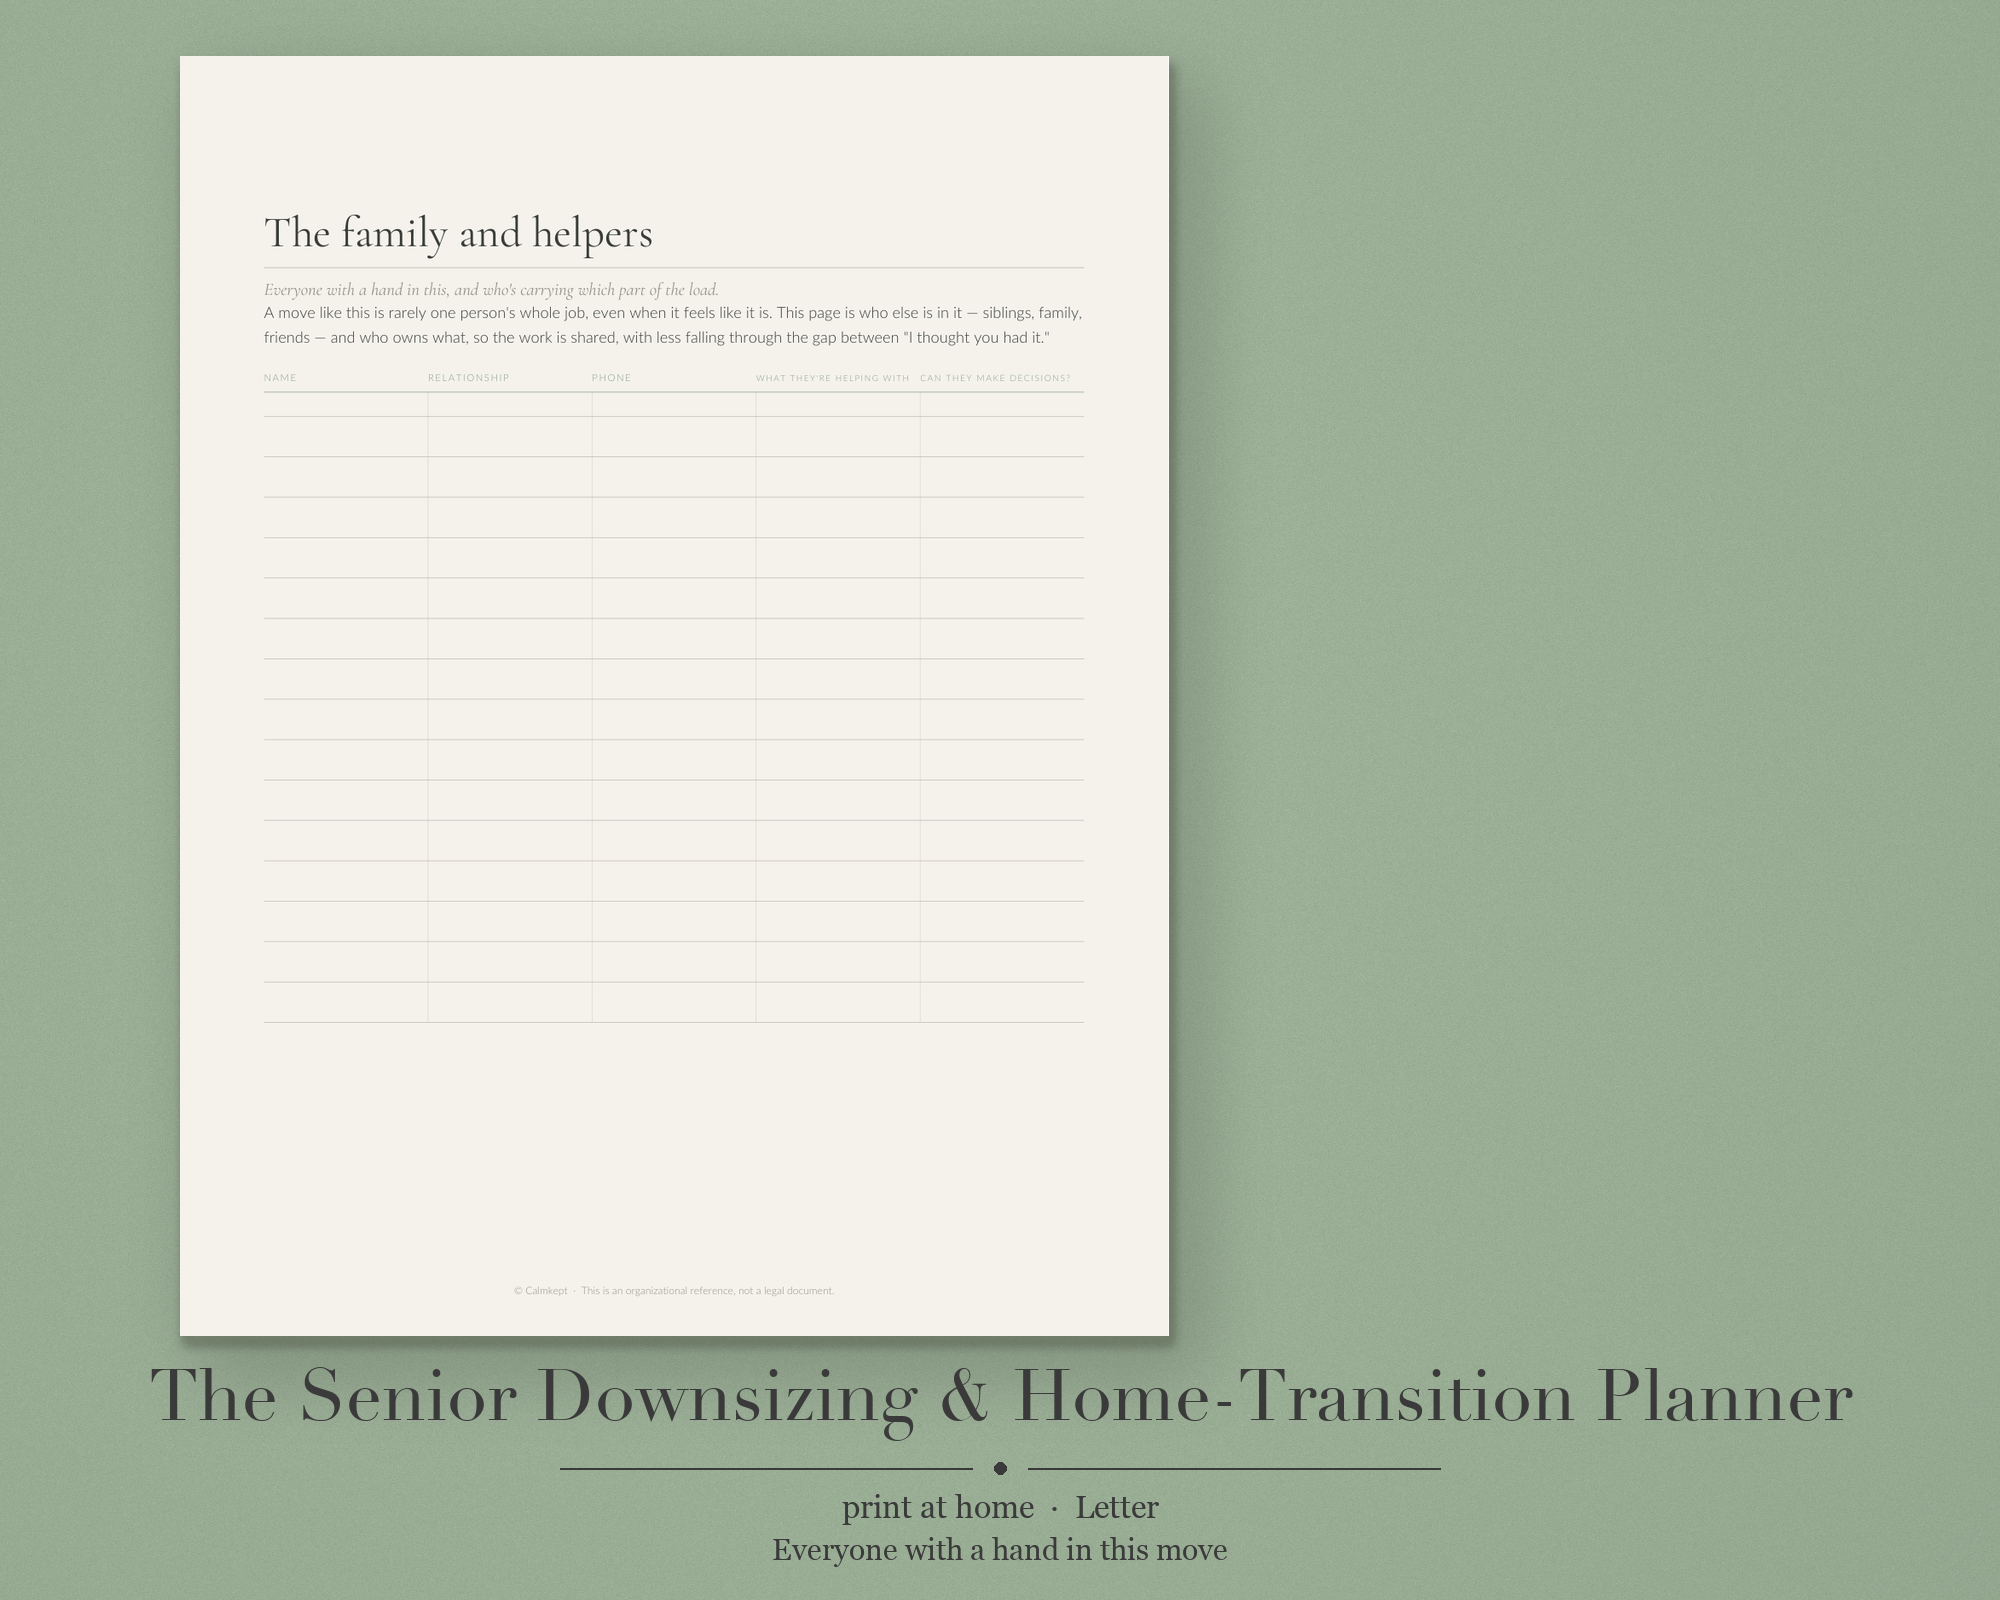 The family and helpers
Everyone with a hand in this, and who's carrying which part of the load.
A move like this is rarely one person's whole job, even when it feels like it is. This page is who else is in it — siblings, family,
friends — and who owns what, so the work is shared, with less falling through the gap between "I thought you had it."
NAME RELATIONSHIP PHONE WHAT THEY'RE HELPING WITH CAN THEY MAKE DECISIONS?
© Calmkept · This is an organizational reference, not a legal document.
The Senior Downsizing & Home-Transition Planner
print at home · Letter
Everyone with a hand in this move